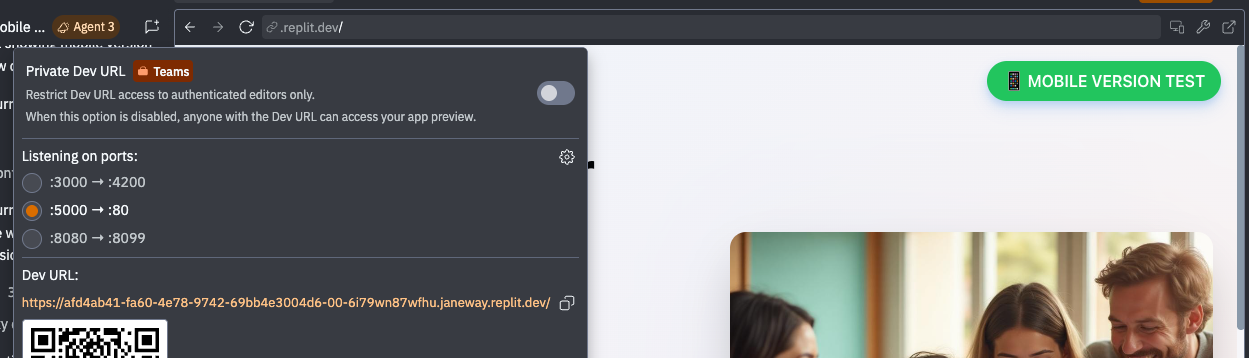 obile ...
Agent 3
.replit.dev/
Private Dev URL
Teams
Restrict Dev URL access to authenticated editors only.
When this option is disabled, anyone with the Dev URL can access your app preview.
MOBILE VERSION TEST
Listening on ports:
:3000 → :4200
:5000 → :80
:8080 → :8099
Dev URL:
https://afd4ab41-fa60-4e78-9742-69bb4e3004d6-00-6i79wn87wfhu.janeway.replit.dev/